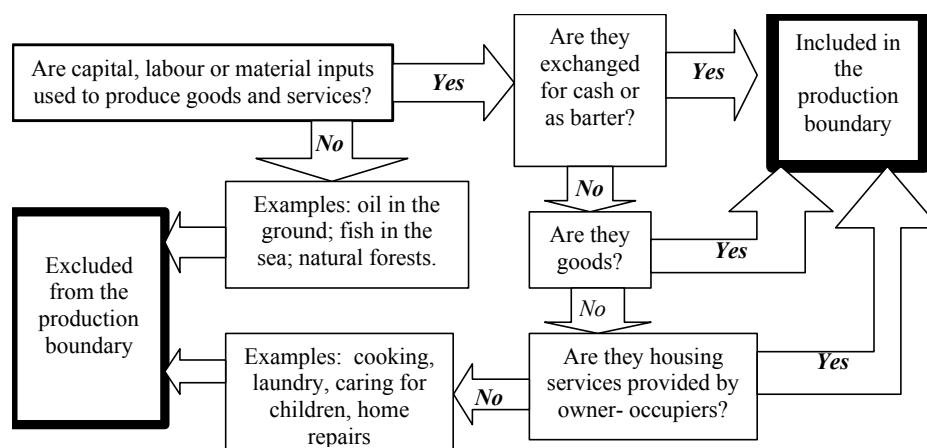 Are capital, labour or material inputs
used to produce goods and services?
Yes
Are they
exchanged
for cash or
as barter?
Yes
Included in
the
production
boundary
No
No
Examples: oil in the
ground; fish in the
sea; natural forests.
Are they
goods?
Yes
Excluded
from the
production
boundary
No
Examples:  cooking,
laundry, caring for
children, home
repairs
No
Are they housing
services provided by
owner- occupiers?
Yes